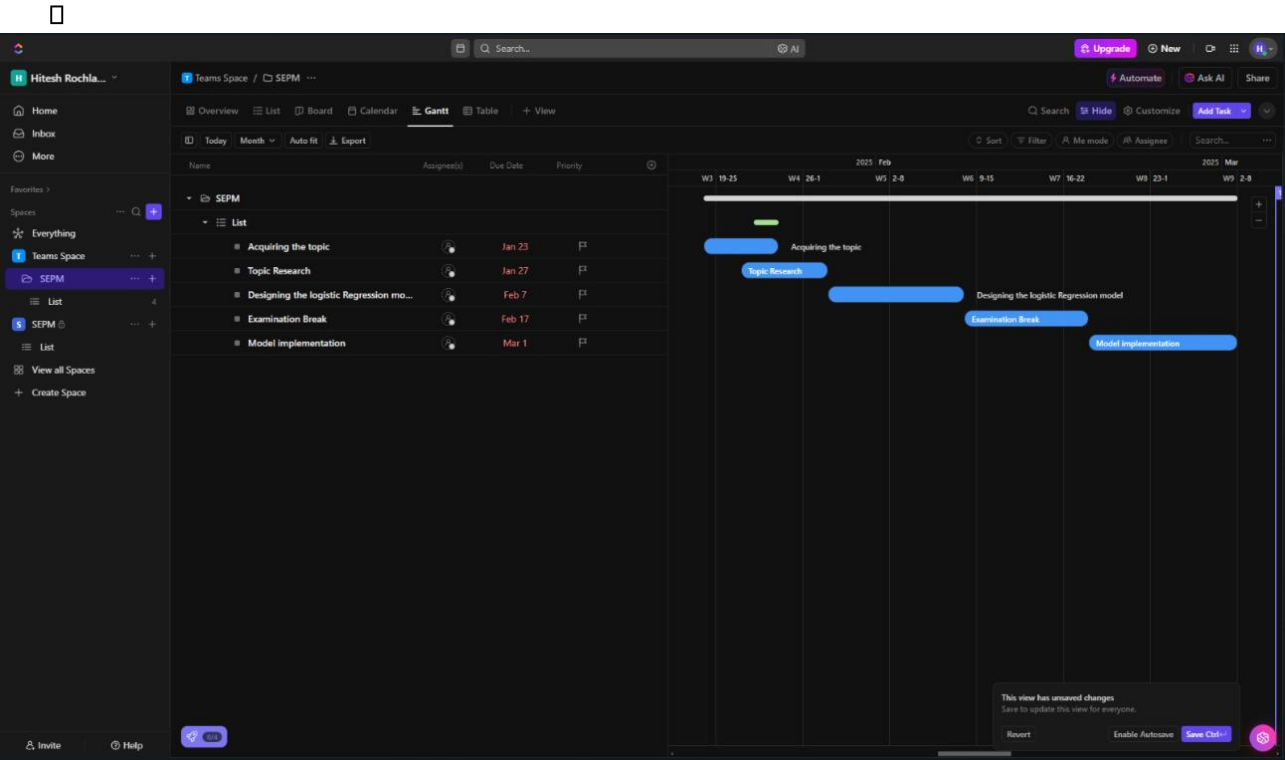 Search...
AI
Upgrade
New
H
H Hitesh Rochla...
T Teams Space / SEPM ...
Automate
Ask AI
Share
Home
Inbox
More
Favorites >
Spaces
Everything
T Teams Space
SEPM
List 4
S SEPM
List
View all Spaces
+ Create Space
Invite
Help
Overview List Board Calendar Gantt Table + View
Search Hide Customize Add Task
Today Month Auto fit Export
Sort Filter Me mode Assignee Search...
Name Assignee(s) Due Date Priority
2025 Feb 2025 Mar
W3 19-25 W4 26-1 W5 2-8 W6 9-15 W7 16-22 W8 23-1 W9 2-8
SEPM
List
Acquiring the topic Jan 23 Acquiring the topic
Topic Research Jan 27 Topic Research
Designing the logistic Regression mo... Feb 7 Designing the logistic Regression model
Examination Break Feb 17 Examination Break
Model implementation Mar 1 Model implementation
This view has unsaved changes
Save to update this view for everyone.
Revert Enable Autosave Save Ctrl↵